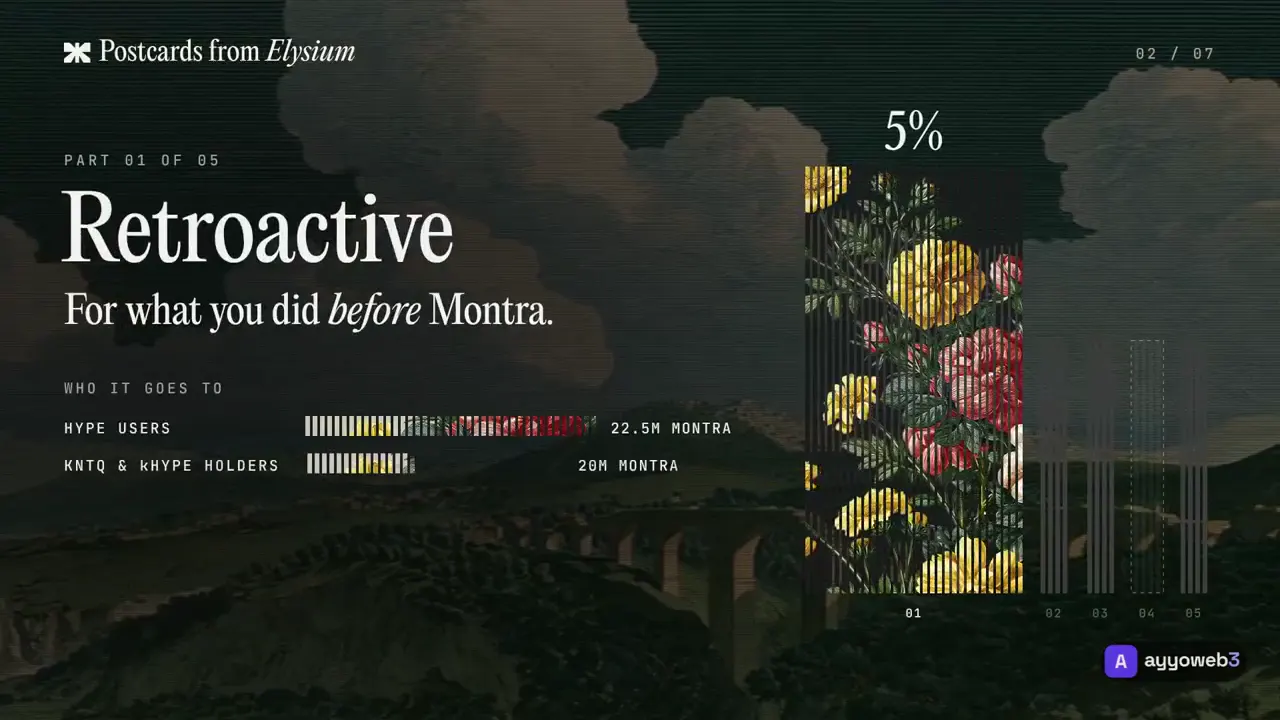 Postcards from Elysium
02 / 07
PART 01 OF 05
Retroactive
For what you did before Montra.
WHO IT GOES TO
HYPE USERS 22.5M MONTRA
KNTQ & kHYPE HOLDERS 20M MONTRA
5%
01 02 03 04 05
A ayyoweb3